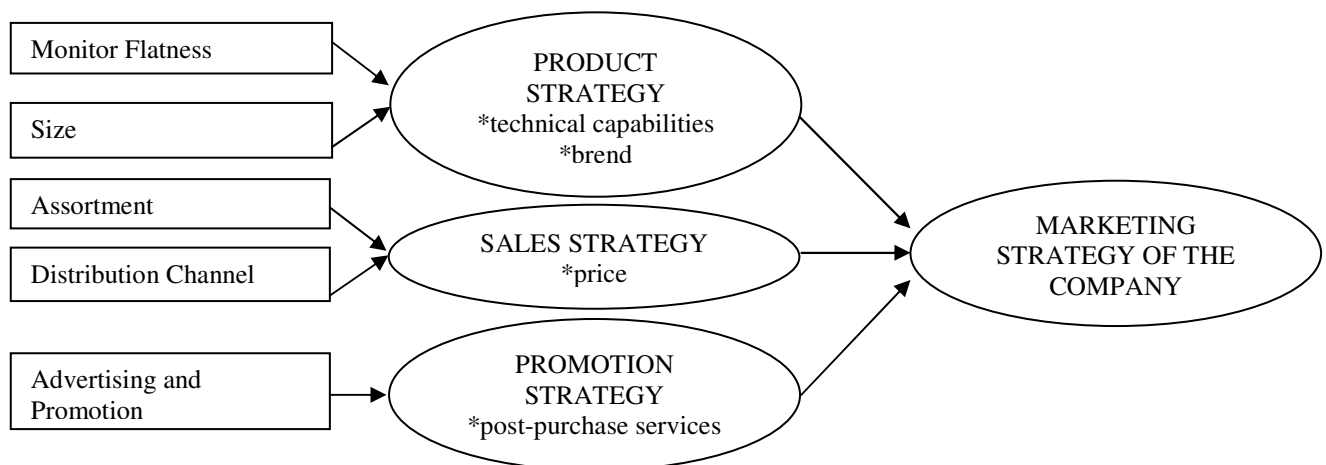 Monitor Flatness
Size
Assortment
Distribution Channel
Advertising and
Promotion
PRODUCT
STRATEGY
*technical capabilities
*brend
SALES STRATEGY
*price
PROMOTION
STRATEGY
*post-purchase services
MARKETING
STRATEGY OF THE
COMPANY